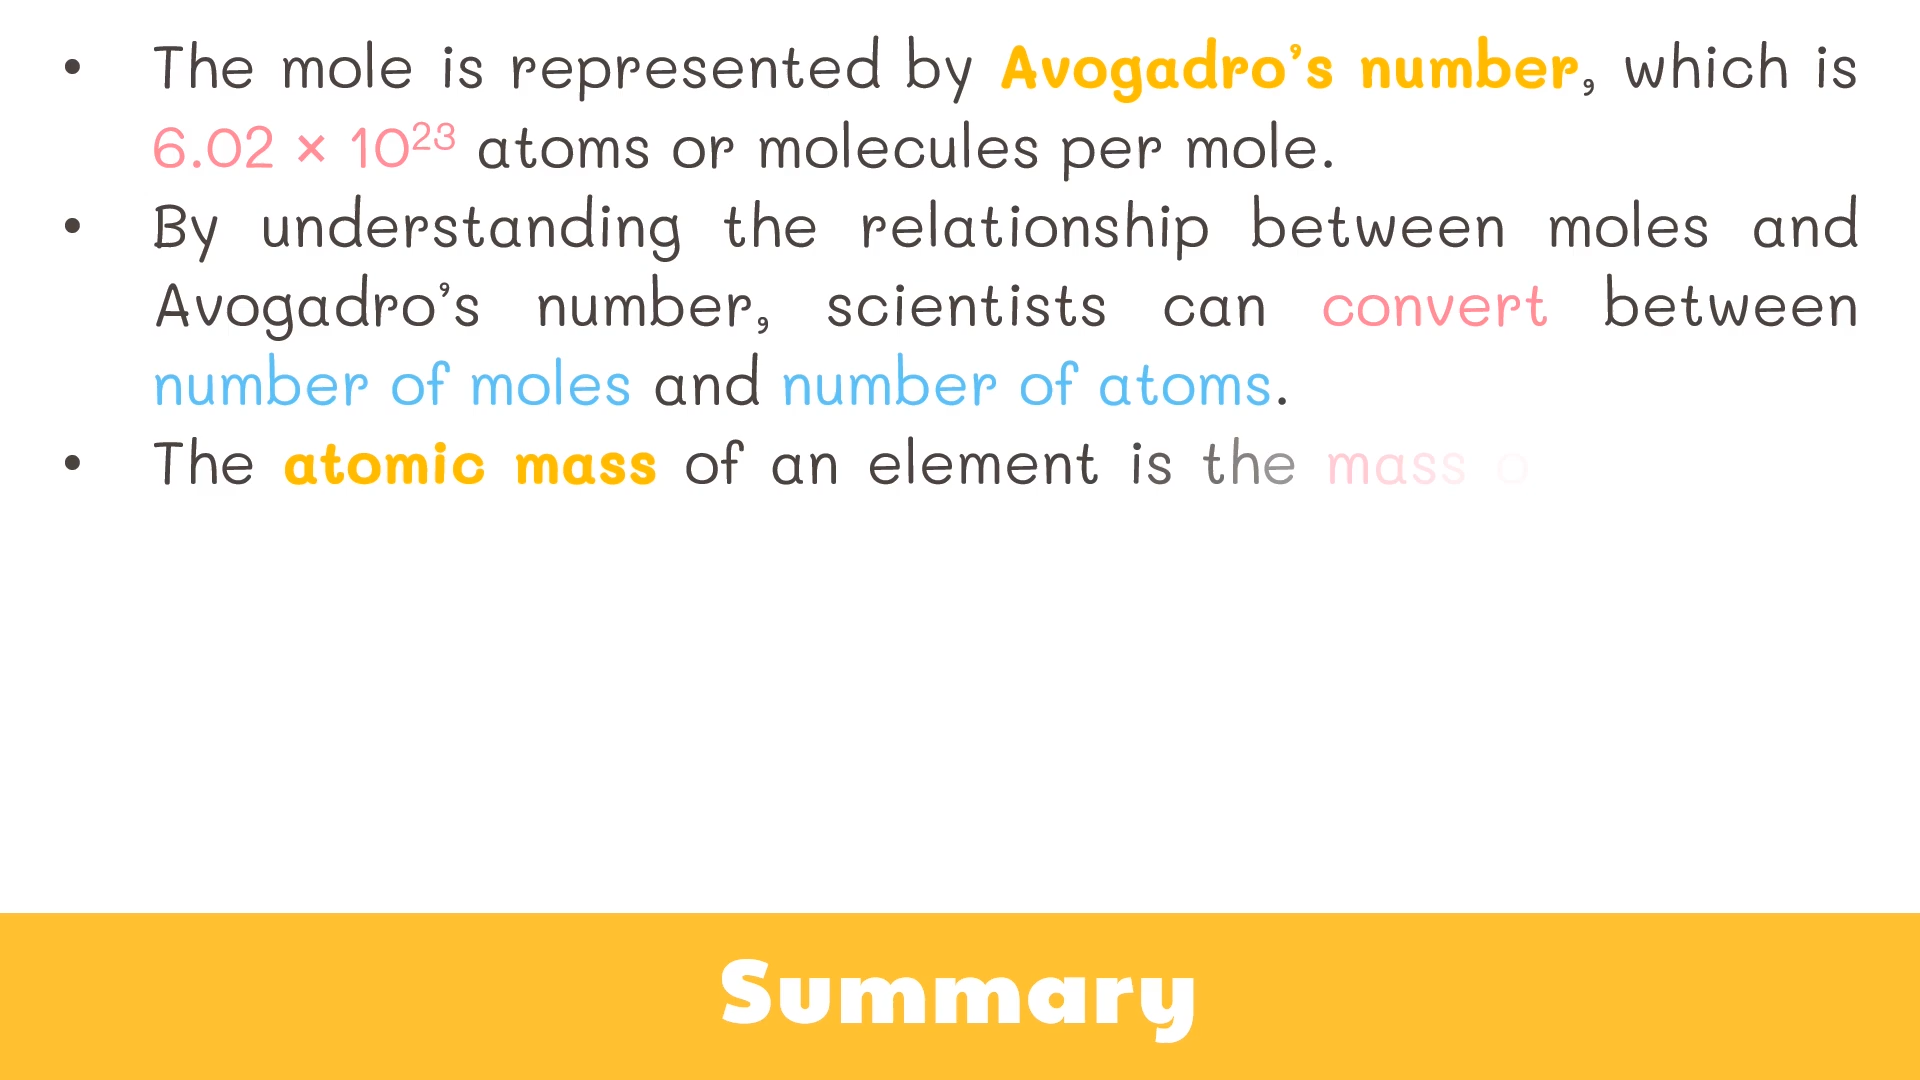 • The mole is represented by Avogadro’s number, which is
6.02 × 10²³ atoms or molecules per mole.
• By understanding the relationship between moles and
Avogadro’s number, scientists can convert between
number of moles and number of atoms.
• The atomic mass of an element is the mass o
Summary